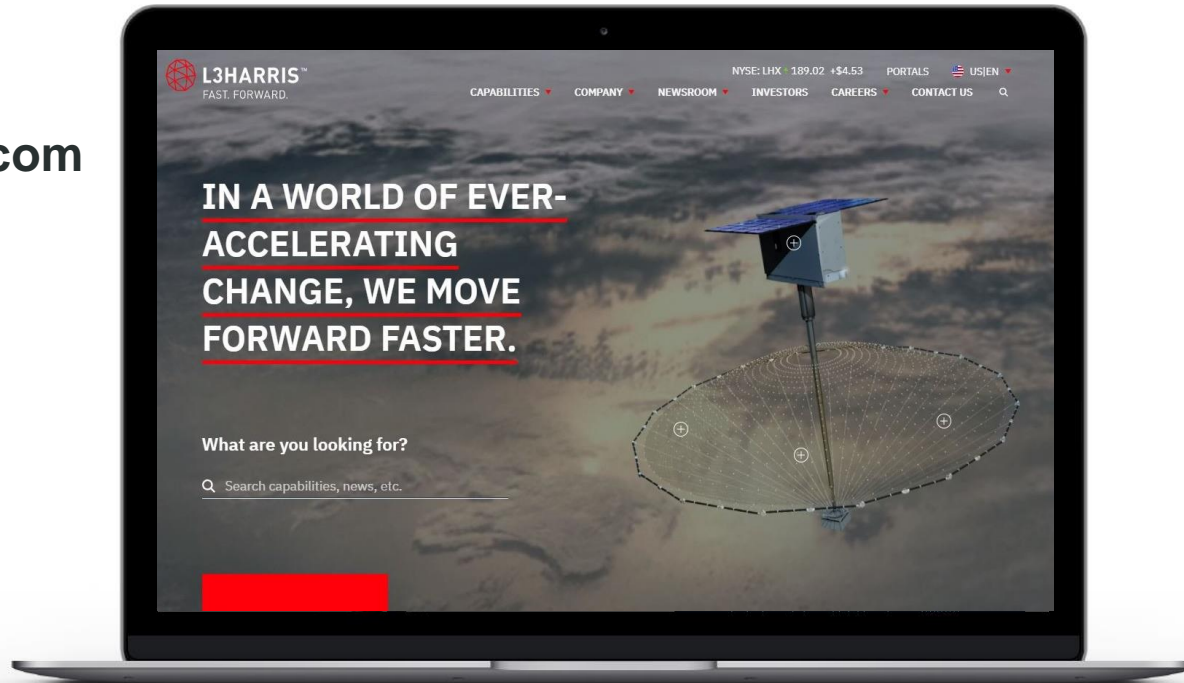 com
L3HARRIS™
FAST. FORWARD.
NYSE: LHX 189.02 +$4.53 PORTALS US|EN
CAPABILITIES COMPANY NEWSROOM INVESTORS CAREERS CONTACT US
IN A WORLD OF EVER-
ACCELERATING
CHANGE, WE MOVE
FORWARD FASTER.
What are you looking for?
Search capabilities, news, etc.